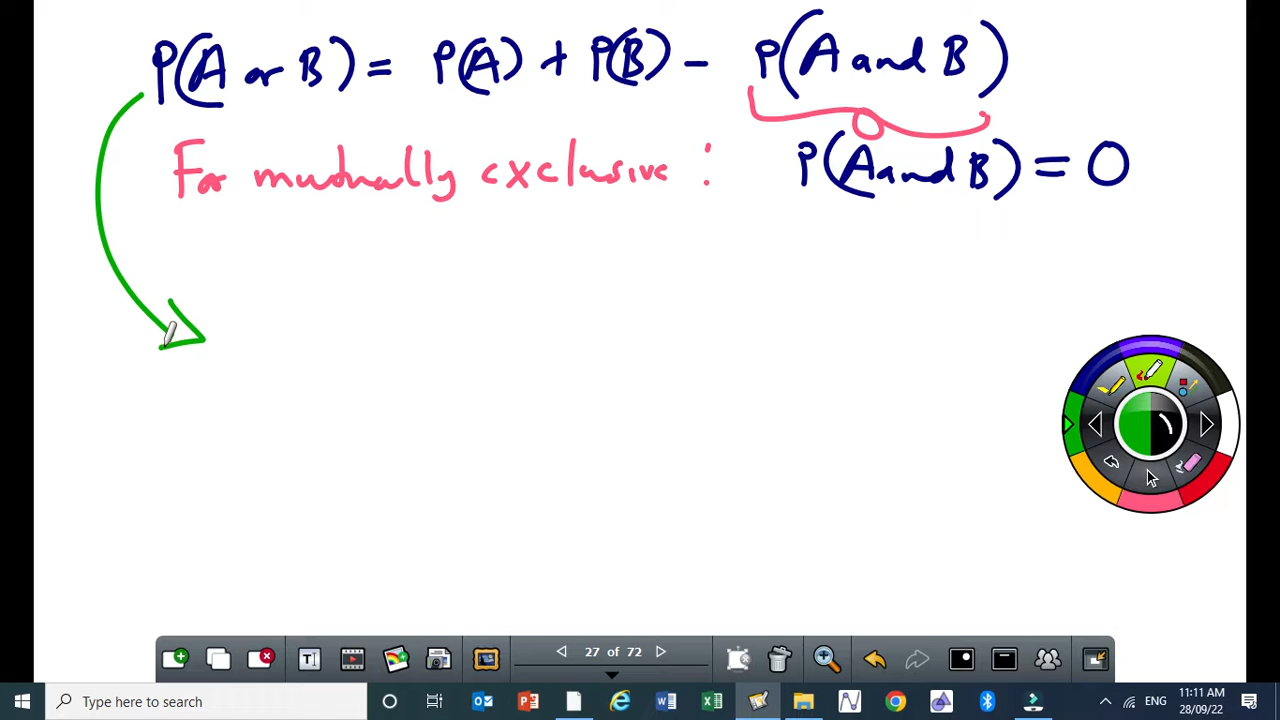 P(A or B) = P(A) + P(B) - P(A and B)
0
For mutually exclusive : P(A and B) = 0
27 of 72
Type here to search
ENG
11:11 AM
28/09/22